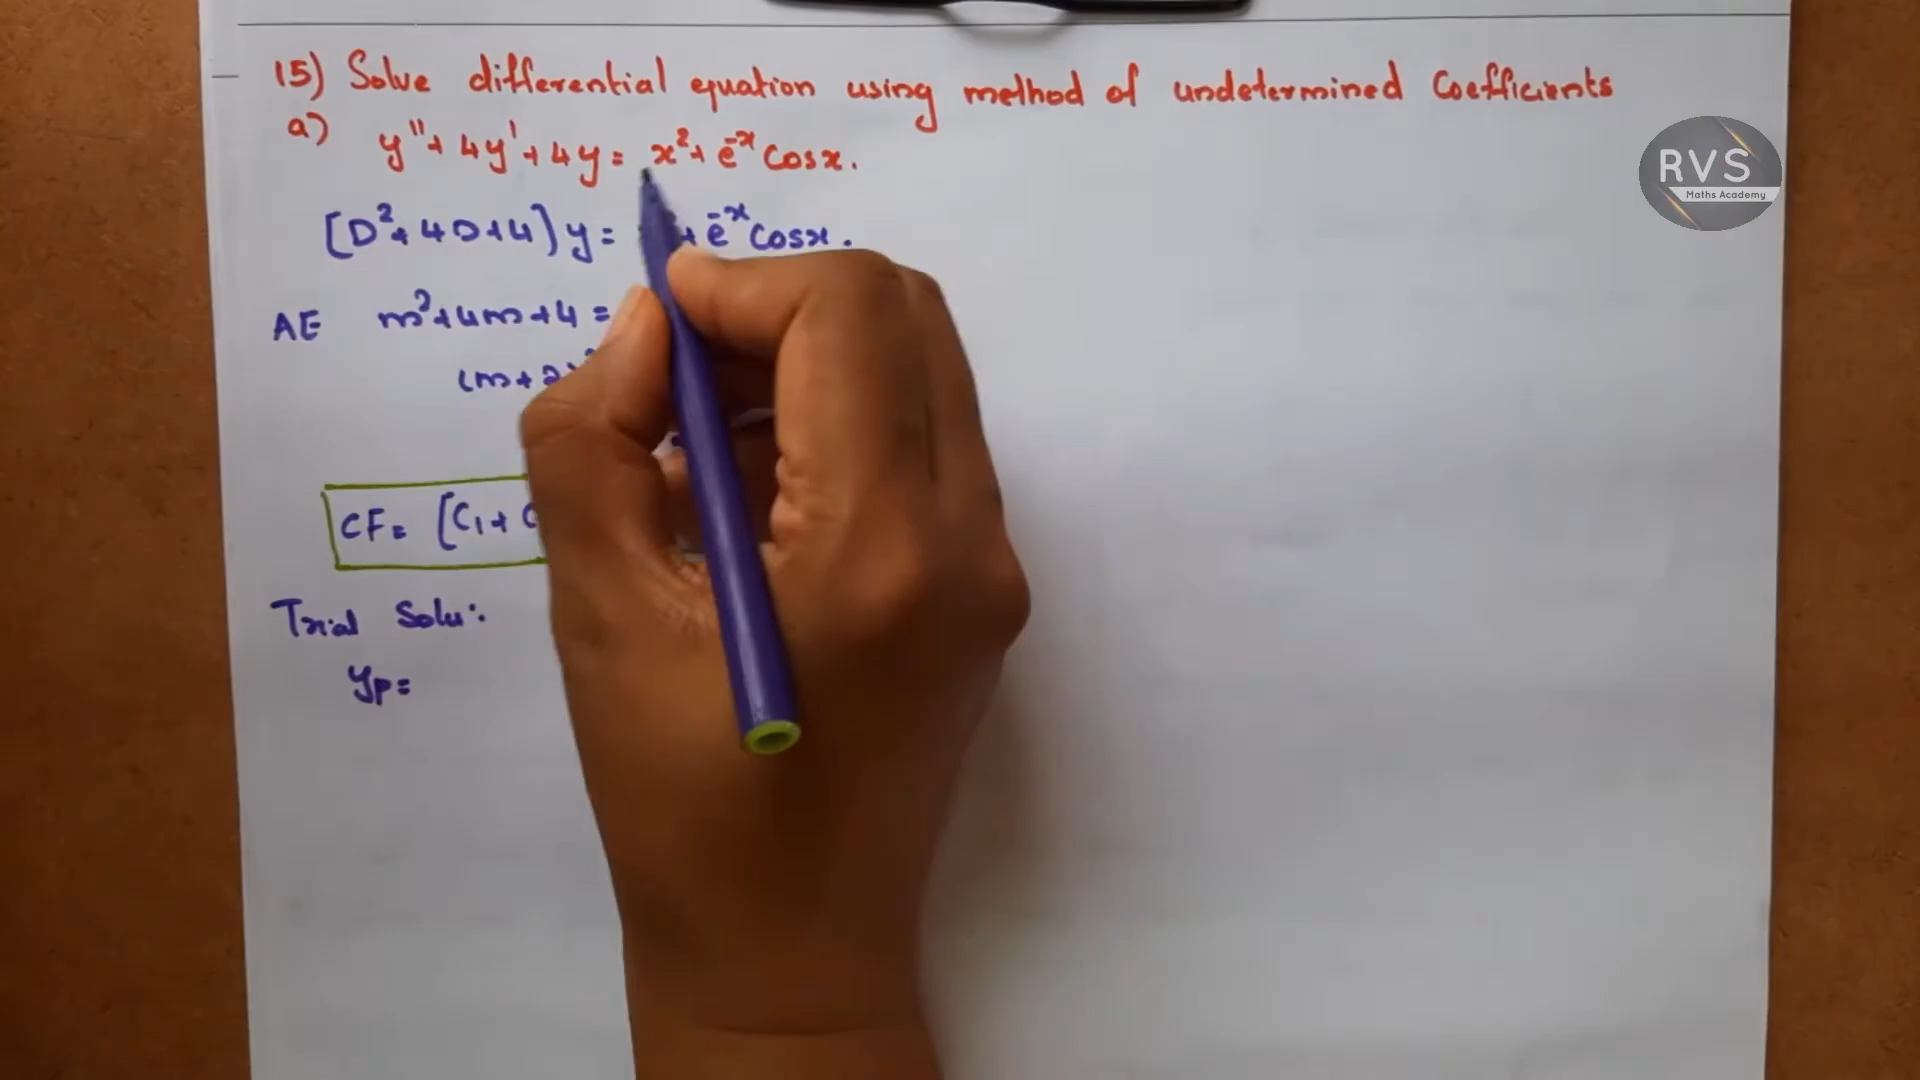 15) Solve differential equation using method of undetermined Coefficients
a) y"+ 4y'+ 4y = x²+ e⁻ˣ Cosx.
RVS
Maths Academy
[D²+ 4D+4] y = + e⁻ˣ Cosx.
AE m²+4m+4 =
(m+2)
CF = [C₁+
Trial Solu:
yp =